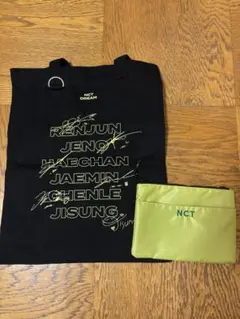 NCT
DREAM
RENJUN
JENO
HAECHAN
JAEMIN
CHENLE
JISUNG
NCT